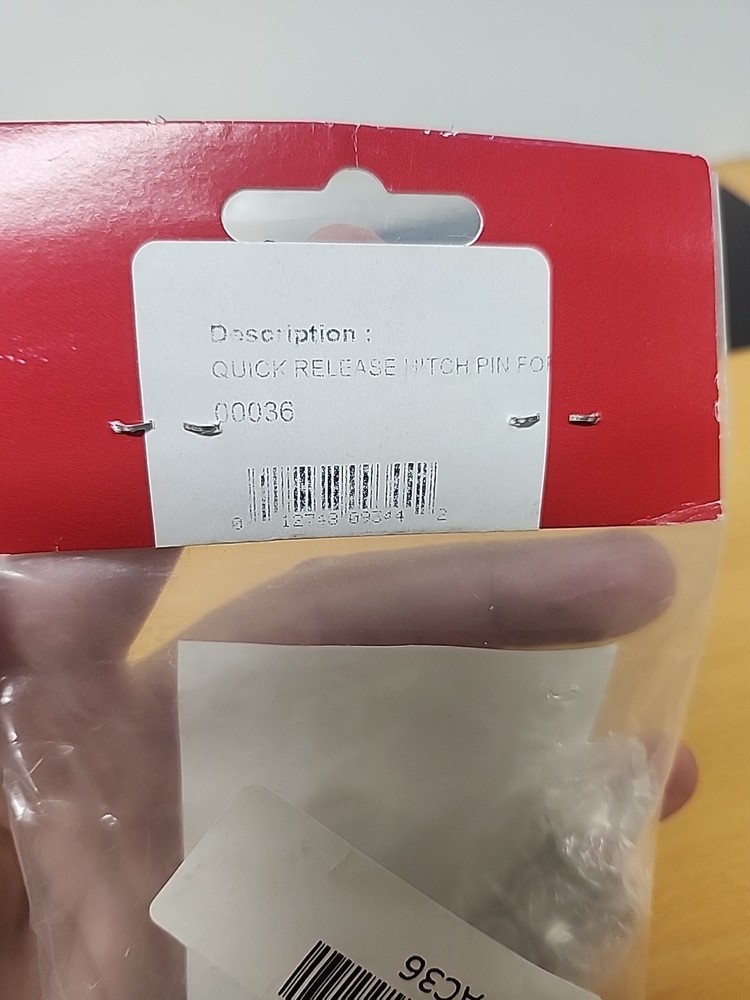 Description :
QUICK RELEASE HITCH PIN FOR
00036
AC36